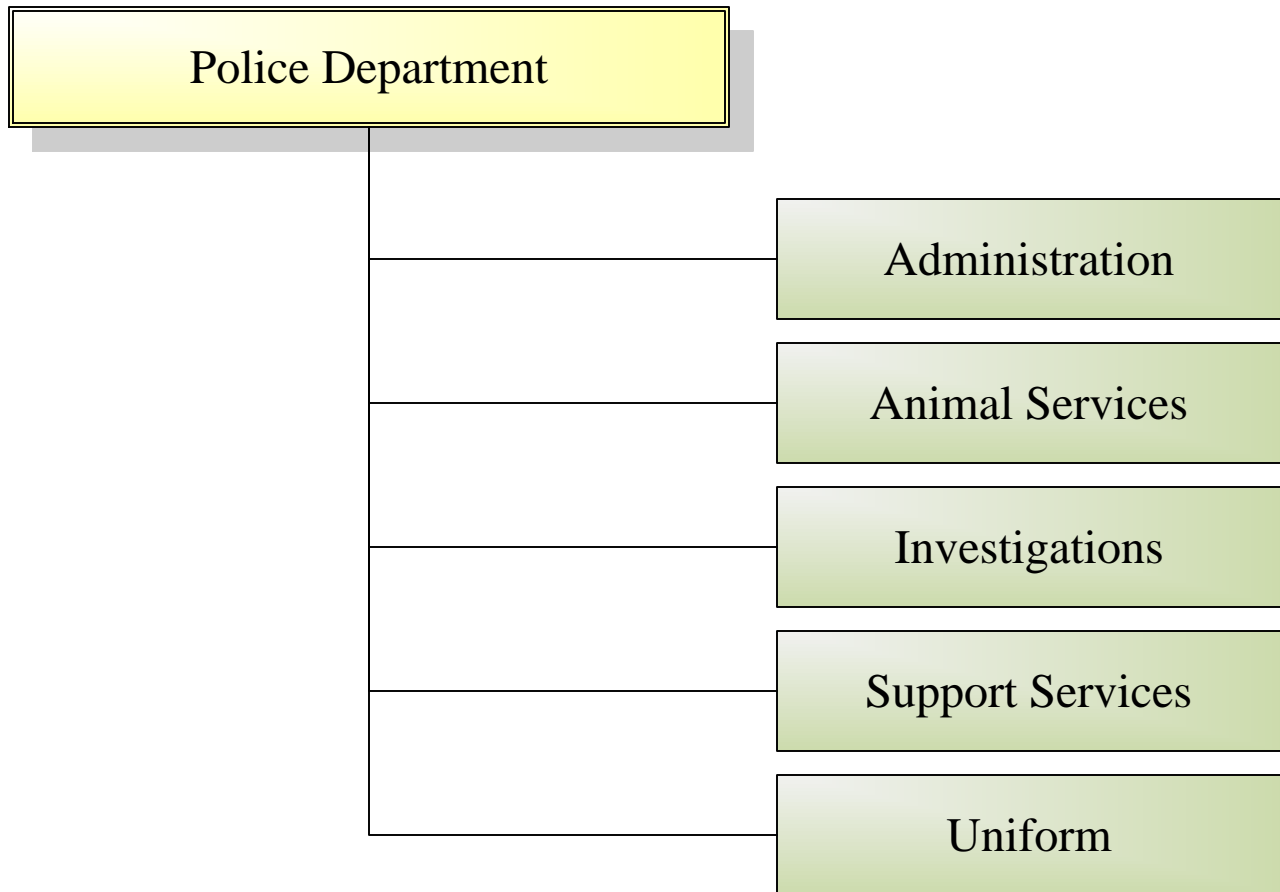 Police Department
Administration
Animal Services
Investigations
Support Services
Uniform